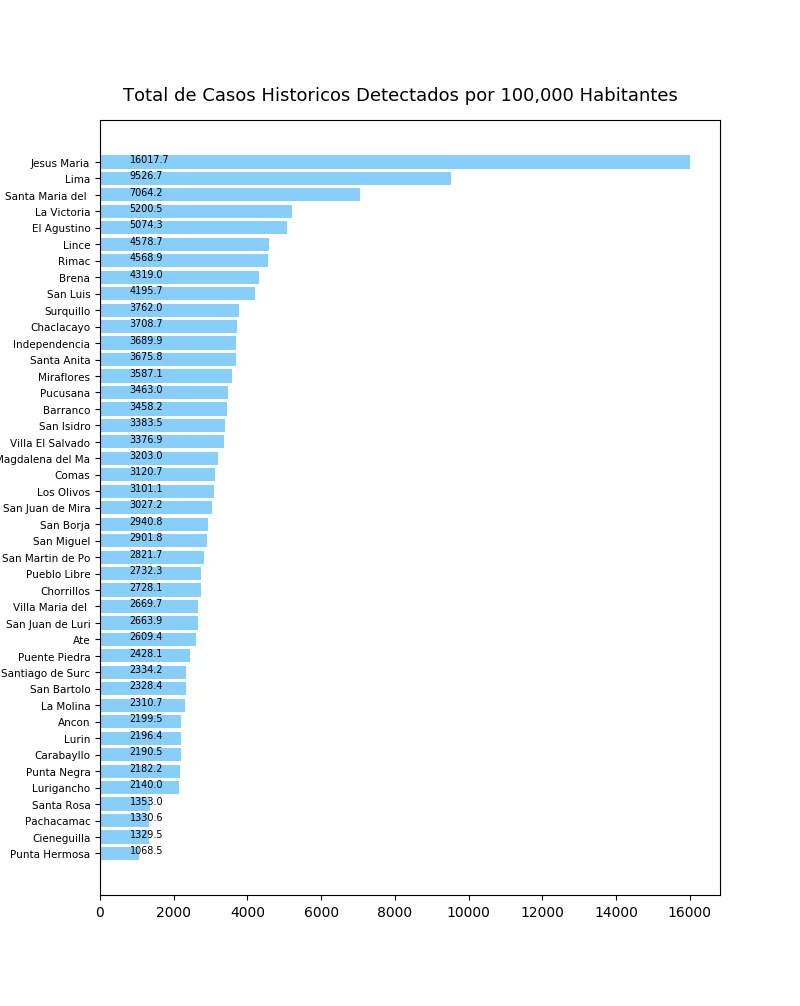 Total de Casos Historicos Detectados por 100,000 Habitantes
Jesus Maria 16017.7
Lima 9526.7
Santa Maria del 7064.2
La Victoria 5200.5
El Agustino 5074.3
Lince 4578.7
Rimac 4568.9
Brena 4319.0
San Luis 4195.7
Surquillo 3762.0
Chaclacayo 3708.7
Independencia 3689.9
Santa Anita 3675.8
Miraflores 3587.1
Pucusana 3463.0
Barranco 3458.2
San Isidro 3383.5
Villa El Salvado 3376.9
Magdalena del Ma 3203.0
Comas 3120.7
Los Olivos 3101.1
San Juan de Mira 3027.2
San Borja 2940.8
San Miguel 2901.8
San Martin de Po 2821.7
Pueblo Libre 2732.3
Chorrillos 2728.1
Villa Maria del 2669.7
San Juan de Luri 2663.9
Ate 2609.4
Puente Piedra 2428.1
Santiago de Surc 2334.2
San Bartolo 2328.4
La Molina 2310.7
Ancon 2199.5
Lurin 2196.4
Carabayllo 2190.5
Punta Negra 2182.2
Lurigancho 2140.0
Santa Rosa 1353.0
Pachacamac 1330.6
Cieneguilla 1329.5
Punta Hermosa 1068.5
0 2000 4000 6000 8000 10000 12000 14000 16000